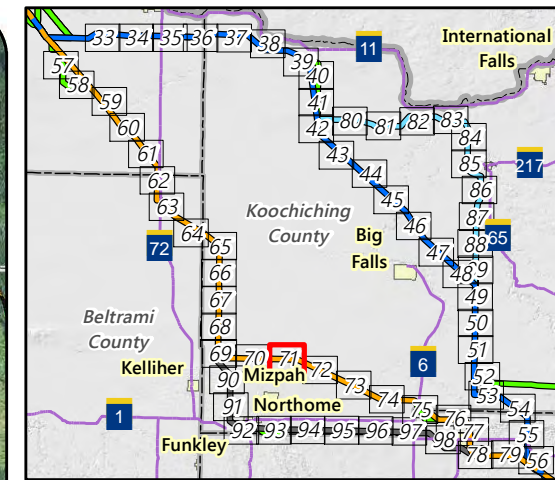 International
Falls
33 34 35 36 37 38
39
11
57
58
40
59
41
60
42 80 81 82 83
84
61
43
85
217
62
44
86
63
45
87
Koochiching
County
64
46
72
65
Big
Falls
47
88
65
66
48 89
49
67
50
Beltrami
County
68
51
69 70 71
72
6
Kelliher
90
Mizpah
73
52
53
74
91
Northome
75
54
1
76
92 93 94 95 96 97
77
55
Funkley
98
78 79 56